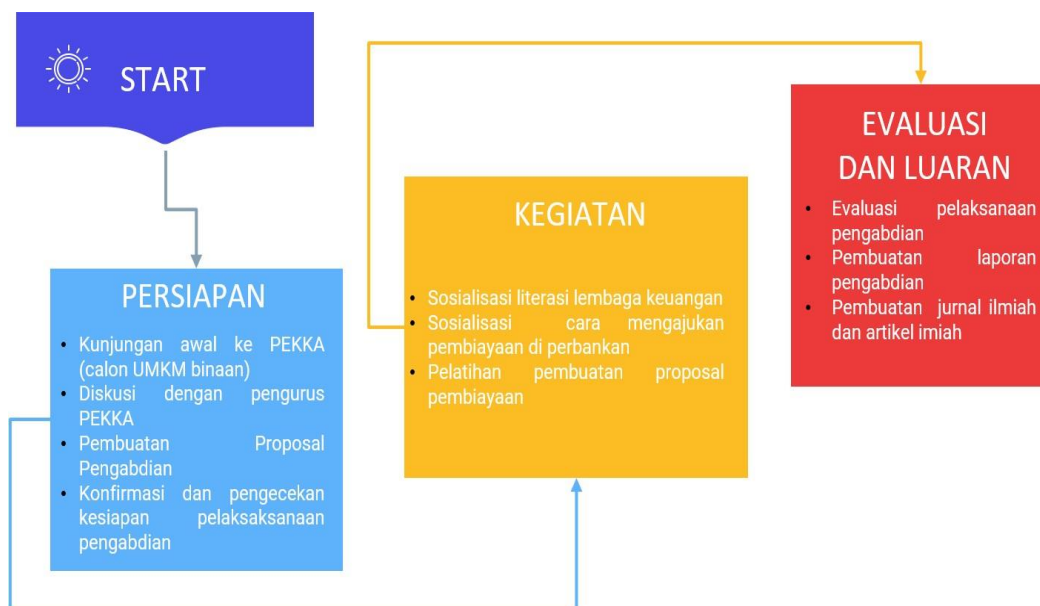 START
PERSIAPAN
• Kunjungan awal ke PEKKA
(calon UMKM binaan)
• Diskusi dengan pengurus
PEKKA
• Pembuatan Proposal
Pengabdian
• Konfirmasi dan pengecekan
kesiapan pelaksaksanaan
pengabdian
KEGIATAN
• Sosialisasi literasi lembaga keuangan
• Sosialisasi cara mengajukan
pembiayaan di perbankan
• Pelatihan pembuatan proposal
pembiayaan
EVALUASI
DAN LUARAN
• Evaluasi pelaksanaan
pengabdian
• Pembuatan laporan
pengabdian
• Pembuatan jurnal ilmiah
dan artikel imiah